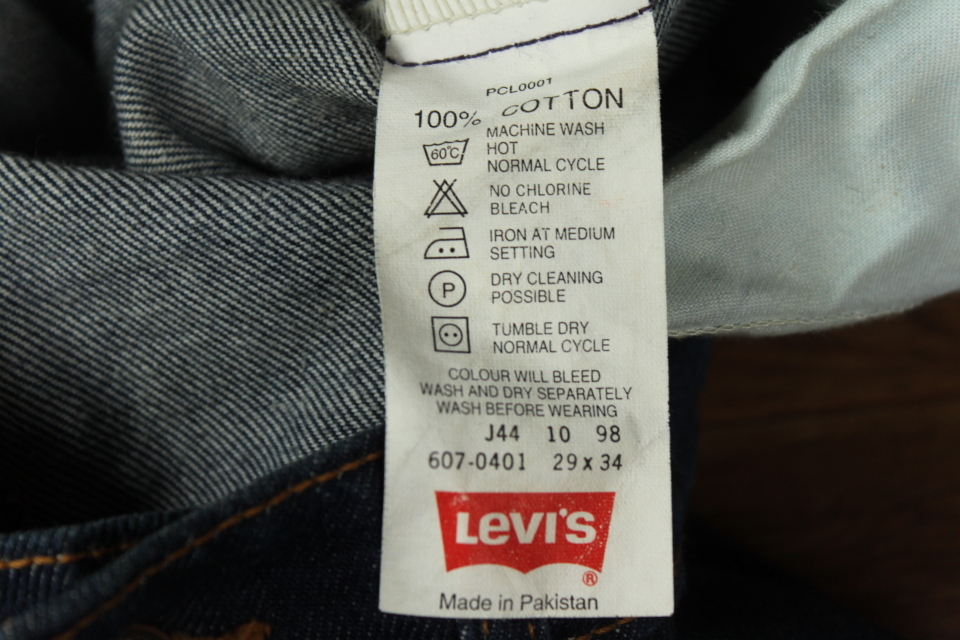 PCL0001
100% COTTON
60°C
MACHINE WASH
HOT
NORMAL CYCLE
NO CHLORINE
BLEACH
IRON AT MEDIUM
SETTING
P
DRY CLEANING
POSSIBLE
TUMBLE DRY
NORMAL CYCLE
COLOUR WILL BLEED
WASH AND DRY SEPARATELY
WASH BEFORE WEARING
J44 10 98
607-0401 29 x 34
LEVI'S
®
Made in Pakistan